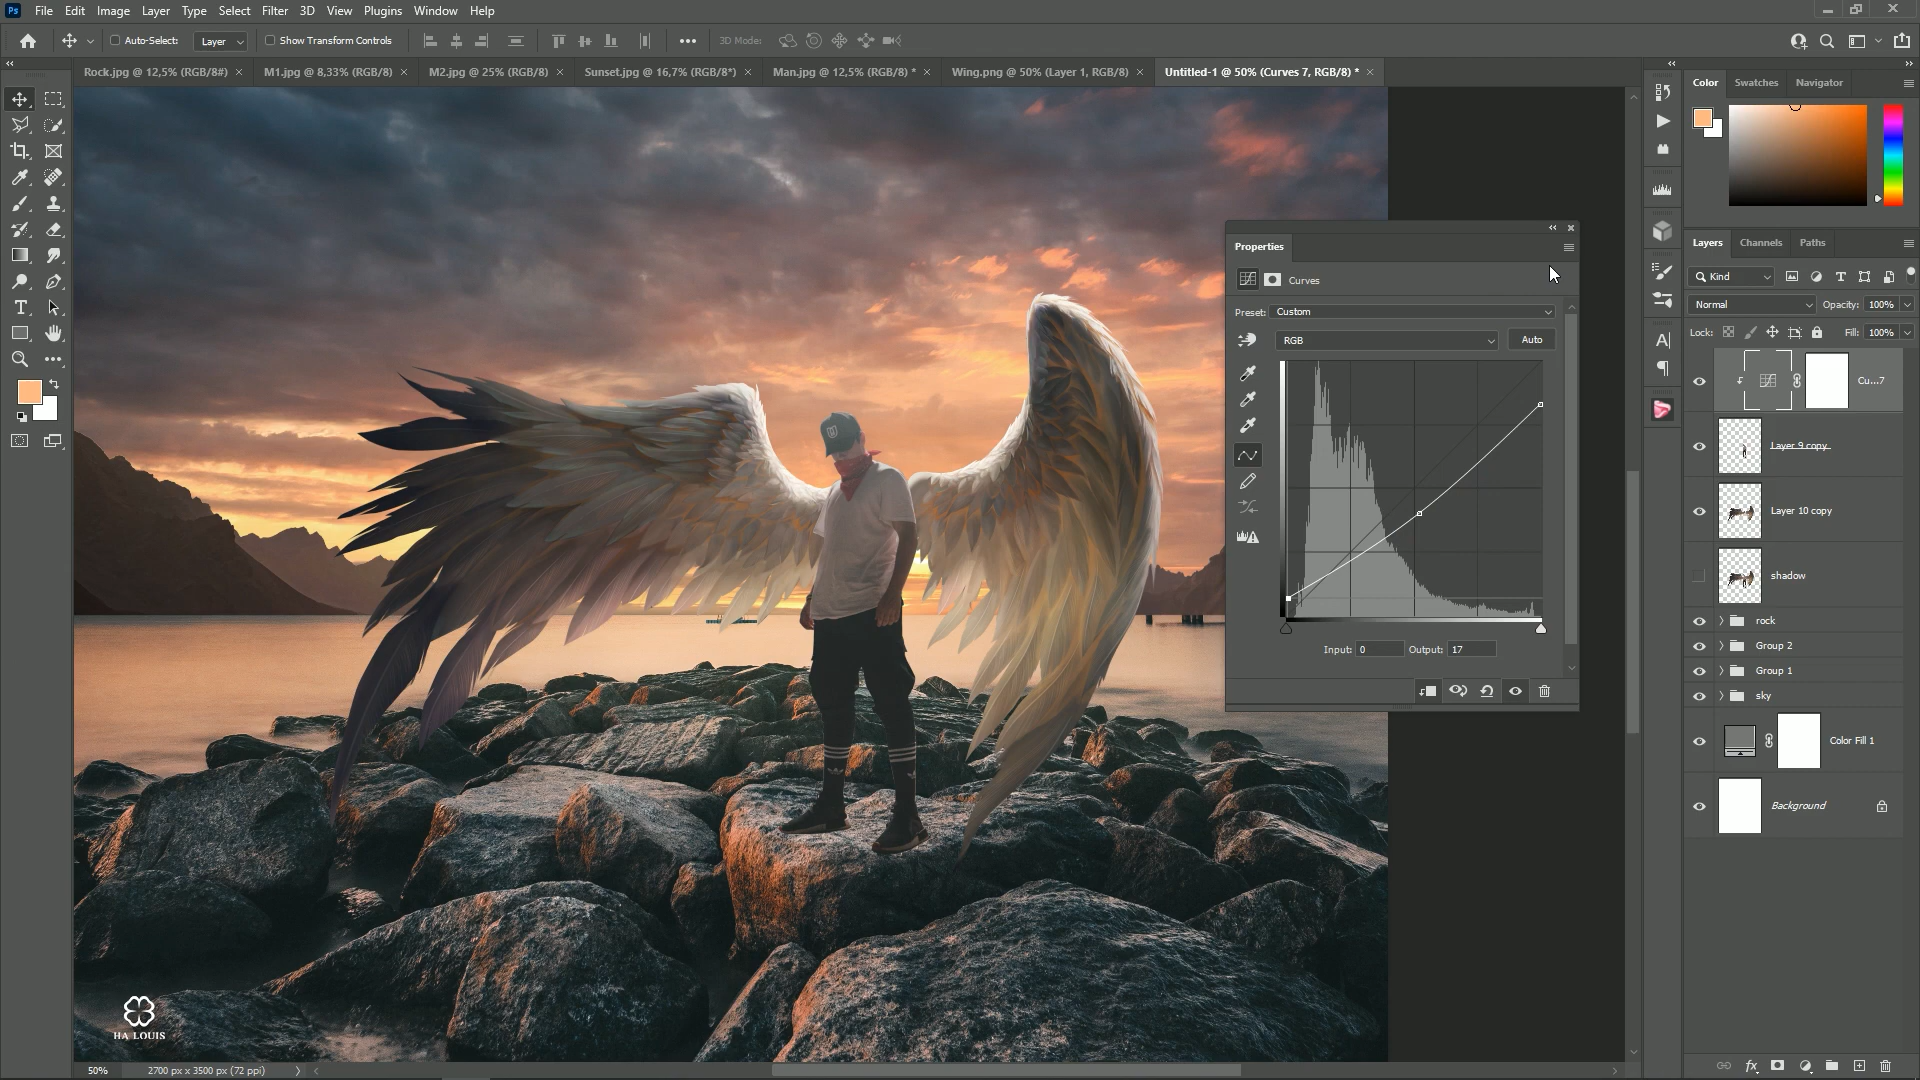 Ps File Edit Image Layer Type Select Filter 3D View Plugins Window Help
Auto-Select: Layer Show Transform Controls 3D Mode:
Rock.jpg @ 12,5% (RGB/8#) M1.jpg @ 8,33% (RGB/8) M2.jpg @ 25% (RGB/8) Sunset.jpg @ 16,7% (RGB/8*) Man.jpg @ 12,5% (RGB/8) * Wing.png @ 50% (Layer 1, RGB/8) Untitled-1 @ 50% (Curves 7, RGB/8) *
Color Swatches Navigator
Properties
Curves
Preset: Custom
RGB Auto
Input: 0 Output: 17
Layers Channels Paths
Kind
Normal Opacity: 100%
Lock: Fill: 100%
Cu...7
Layer 9 copy
Layer 10 copy
shadow
rock
Group 2
Group 1
sky
Color Fill 1
Background
HA LOUIS
50% 2700 px x 3500 px (72 ppi)